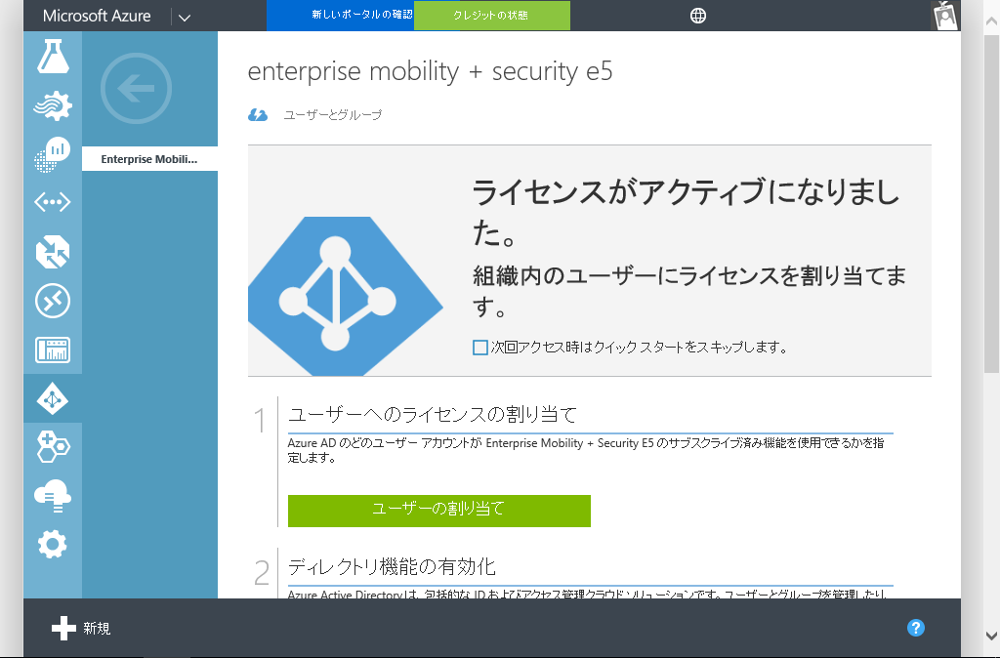 Microsoft Azure
新しいポータルの確認
クレジットの状態
Enterprise Mobili...
enterprise mobility + security e5
ユーザーとグループ
ライセンスがアクティブになりまし
た。
組織内のユーザーにライセンスを割り当てま
す。
次回アクセス時はクイック スタートをスキップします。
1
ユーザーへのライセンスの割り当て
Azure AD のどのユーザー アカウントが Enterprise Mobility + Security E5 のサブスクライブ済み機能を使用できるかを指
定します。
ユーザーの割り当て
2
ディレクトリ機能の有効化
Azure Active Directory は、包括的な ID およびアクセス管理クラウド ソリューションです。ユーザーとグループを管理したり、
新規
?